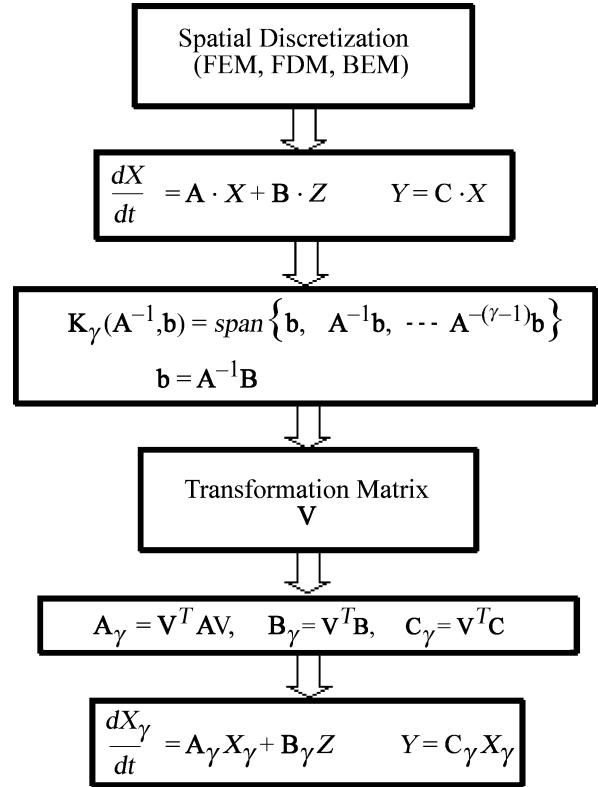 Spatial Discretization
(FEM, FDM, BEM)
dX/dt = A · X + B · Z Y = C · X
K_γ(A^{-1},b) = span{b, A^{-1}b, --- A^{-(γ-1)}b}
b = A^{-1}B
Transformation Matrix
V
A_γ = V^T AV, B_γ = V^T B, C_γ = V^T C
dX_γ/dt = A_γ X_γ + B_γ Z Y = C_γ X_γ